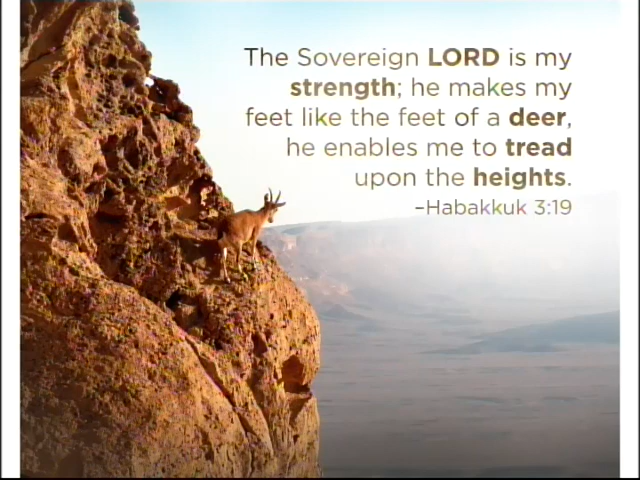 The Sovereign LORD is my
strength; he makes my
feet like the feet of a deer,
he enables me to tread
upon the heights.
–Habakkuk 3:19